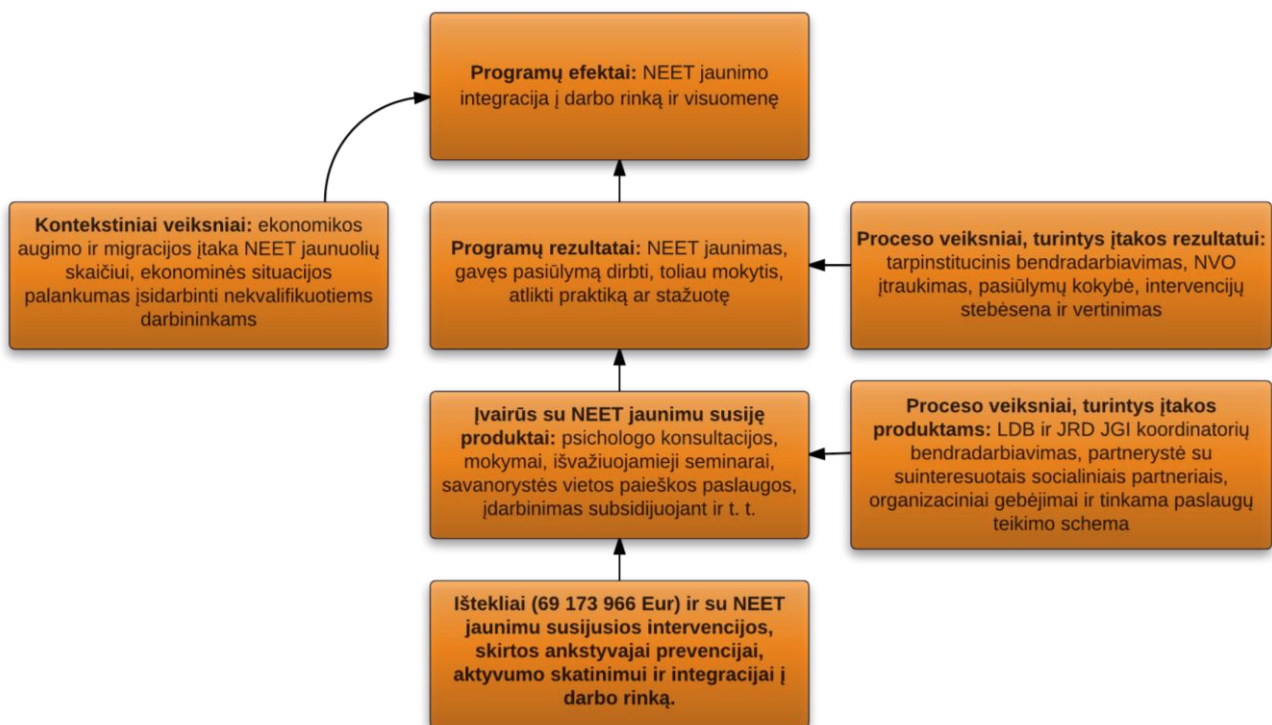 Programų efektai: NEET jaunimo
integracija į darbo rinką ir visuomenę
Kontekstiniai veiksniai: ekonomikos
augimo ir migracijos įtaka NEET jaunuolių
skaičiui, ekonominės situacijos
palankumas įsidarbinti nekvalifikuotiems
darbininkams
Programų rezultatai: NEET jaunimas,
gavęs pasiūlymą dirbti, toliau mokytis,
atlikti praktiką ar stažuotę
Proceso veiksniai, turintys įtakos rezultatui:
tarpinstitucinis bendradarbiavimas, NVO
įtraukimas, pasiūlymų kokybė, intervencijų
stebėsena ir vertinimas
Įvairūs su NEET jaunimu susiję
produktai: psichologo konsultacijos,
mokymai, išvažiuojamieji seminarai,
savanorystės vietos paieškos paslaugos,
įdarbinimas subsidijuojant ir t. t.
Proceso veiksniai, turintys įtakos
produktams: LDB ir JRD JGI koordinatorių
bendradarbiavimas, partnerystė su
suinteresuotais socialiniais partneriais,
organizaciniai gebėjimai ir tinkama paslaugų
teikimo schema
Ištekliai (69 173 966 Eur) ir su NEET
jaunimu susijusios intervencijos,
skirtos ankstyvajai prevencijai,
aktyvumo skatinimui ir integracijai į
darbo rinką.